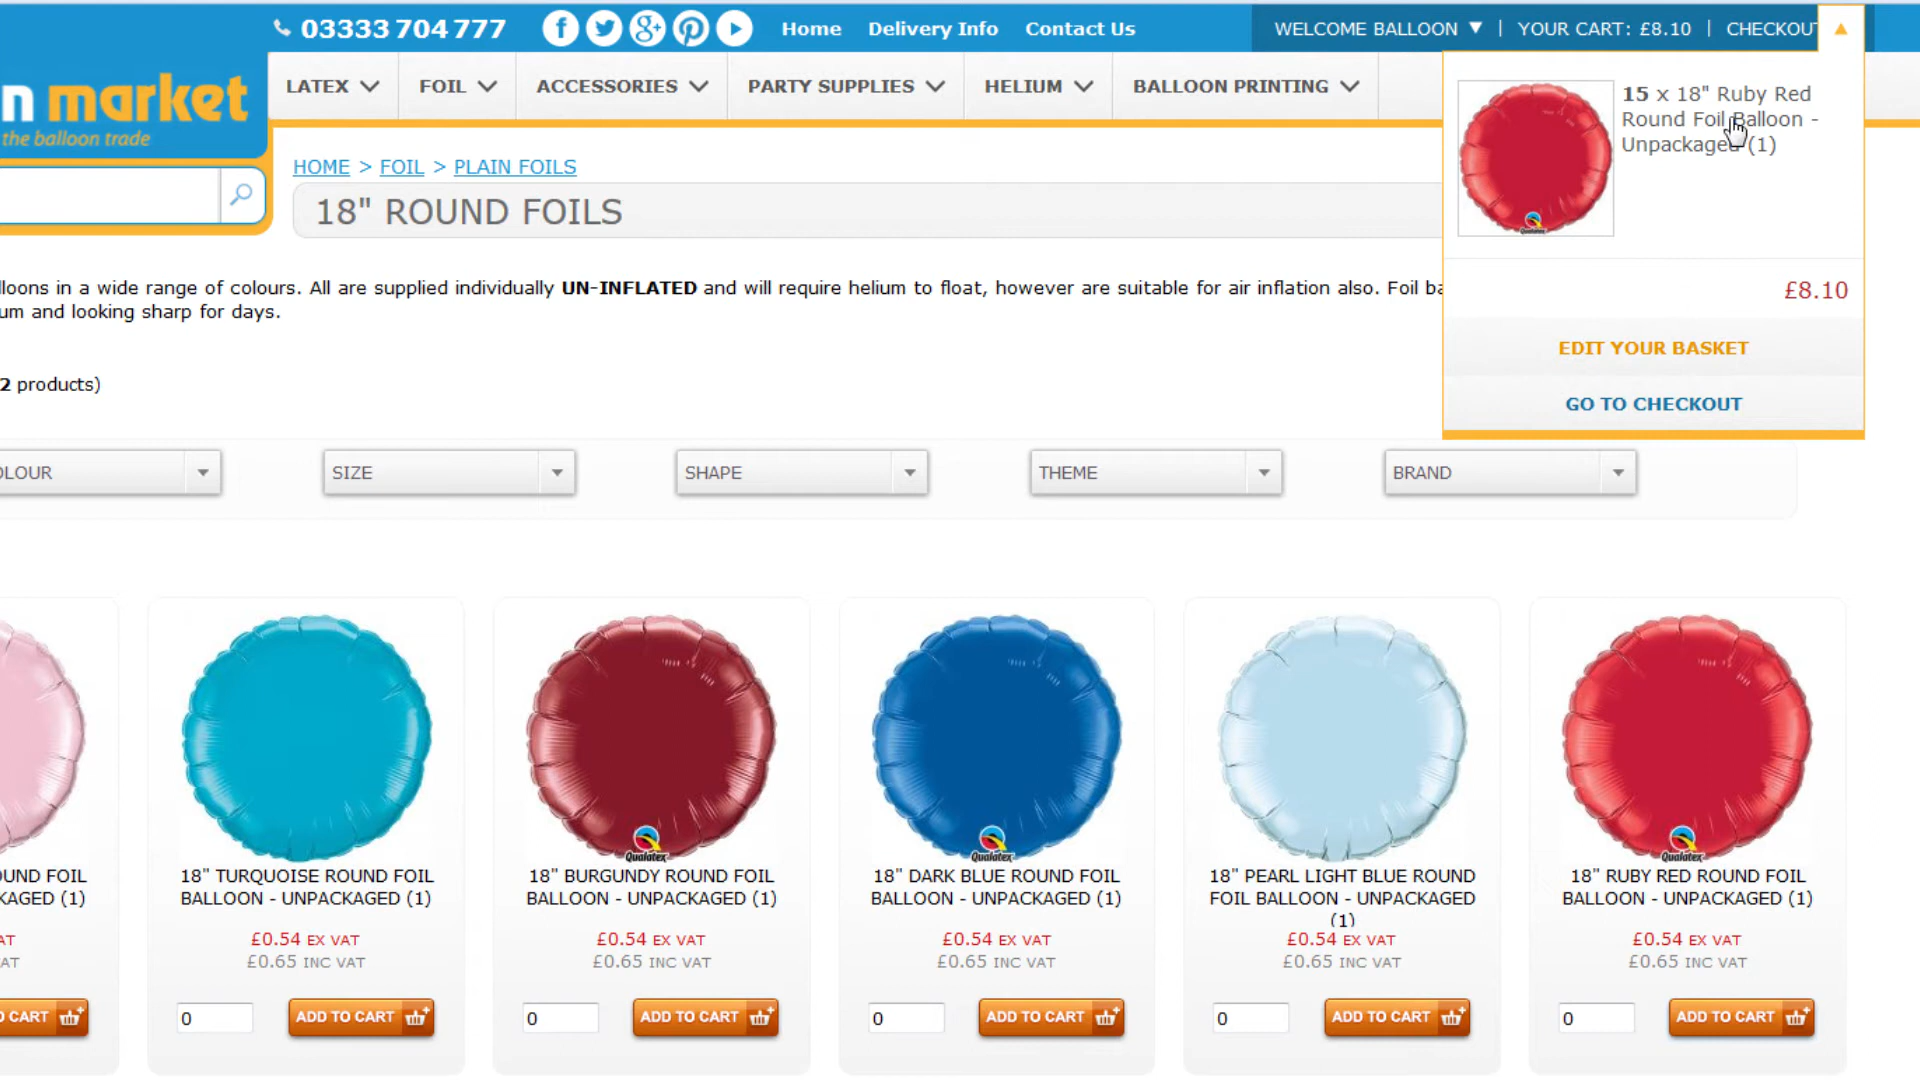 03333 704 777
Home Delivery Info Contact Us
WELCOME BALLOON ▼ | YOUR CART: £8.10 | CHECKOUT
n market
the balloon trade
LATEX FOIL ACCESSORIES PARTY SUPPLIES HELIUM BALLOON PRINTING
15 x 18" Ruby Red
Round Foil Balloon -
Unpackaged (1)
£8.10
EDIT YOUR BASKET
GO TO CHECKOUT
HOME > FOIL > PLAIN FOILS
18" ROUND FOILS
lloons in a wide range of colours. All are supplied individually UN-INFLATED and will require helium to float, however are suitable for air inflation also. Foil ba
um and looking sharp for days.
2 products)
OLOUR SIZE SHAPE THEME BRAND
OUND FOIL
KAGED (1)
AT
AT
O CART
18" TURQUOISE ROUND FOIL
BALLOON - UNPACKAGED (1)
£0.54 EX VAT
£0.65 INC VAT
0 ADD TO CART
Qualatex
18" BURGUNDY ROUND FOIL
BALLOON - UNPACKAGED (1)
£0.54 EX VAT
£0.65 INC VAT
0 ADD TO CART
Qualatex
18" DARK BLUE ROUND FOIL
BALLOON - UNPACKAGED (1)
£0.54 EX VAT
£0.65 INC VAT
0 ADD TO CART
18" PEARL LIGHT BLUE ROUND
FOIL BALLOON - UNPACKAGED
(1)
£0.54 EX VAT
£0.65 INC VAT
0 ADD TO CART
Qualatex
18" RUBY RED ROUND FOIL
BALLOON - UNPACKAGED (1)
£0.54 EX VAT
£0.65 INC VAT
0 ADD TO CART